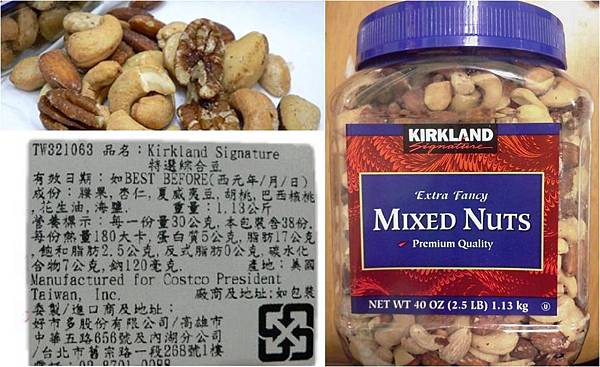 TW321063 品名:Kirkland Signature
特選綜合豆
有效日期:如BEST BEFORE(西元年/月/日)
成份:腰果,杏仁,夏威夷豆,胡桃,巴西核桃
,花生油,海鹽. 重量:1.13公斤
營養標示:每一份量30公克,本包裝含38份,
每份熱量180大卡,蛋白質5公克,脂肪17公克
,飽和脂肪2.5公克,反式脂肪0公克,碳水化
合物7公克,鈉120毫克. 產地:美國
Manufactured for Costco President
Taiwan, Inc. 廠商及地址:如包裝
委製/進口商及地址:
好市多股份有限公司/高雄市
中華五路656號及內湖分公司
/台北市舊宗路一段268號1樓
電話:02-8791-0088
KIRKLAND
Signature
Extra Fancy
MIXED NUTS
Premium Quality
NET WT 40 OZ (2.5 LB) 1.13 kg